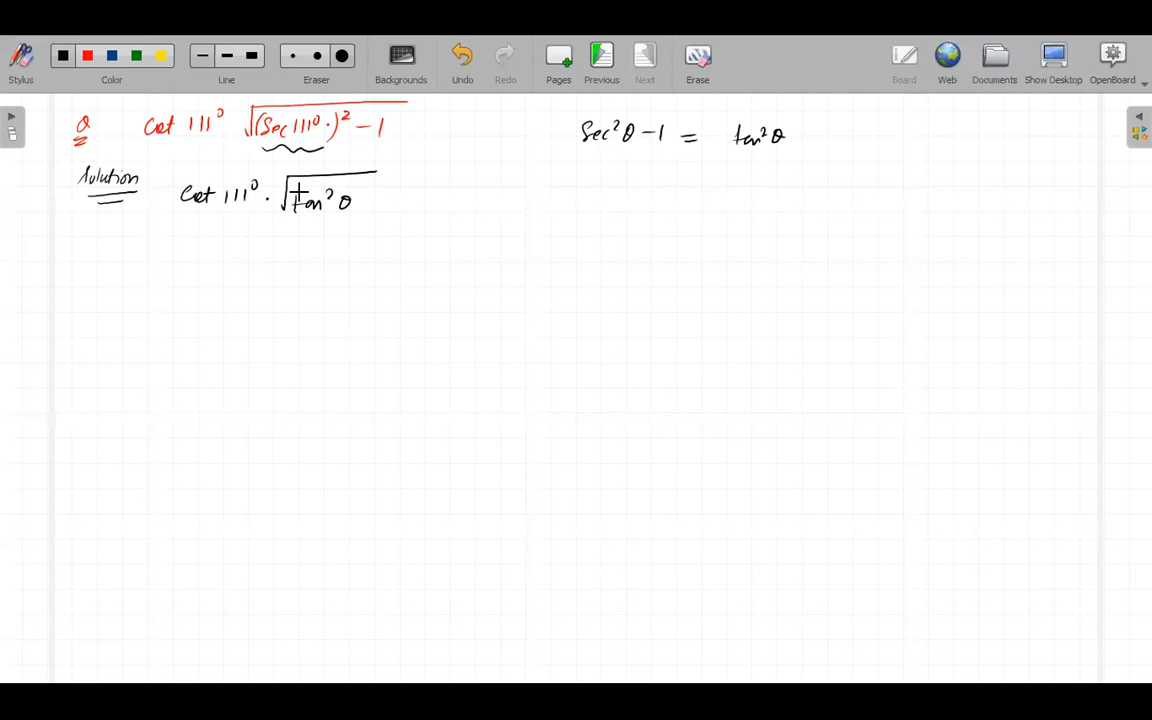 Stylus Color Line Eraser Backgrounds Undo Redo Pages Previous Next Erase Board Web Documents Show Desktop OpenBoard
Q cot 111° √(Sec 111°.)² - 1
Sec²θ - 1 = tan²θ
Solution cot 111° . √tan²θ